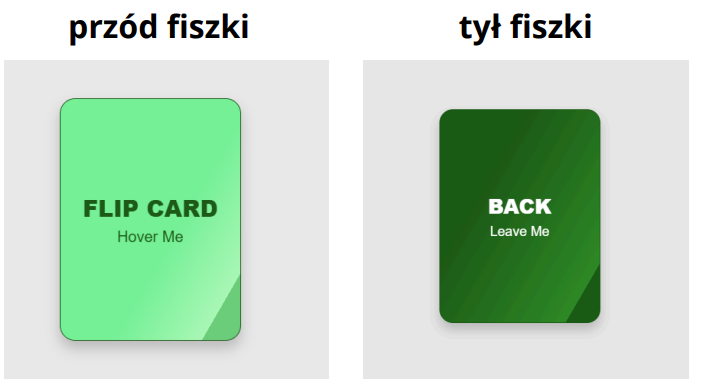 przód fiszki
tył fiszki
FLIP CARD
Hover Me
BACK
Leave Me